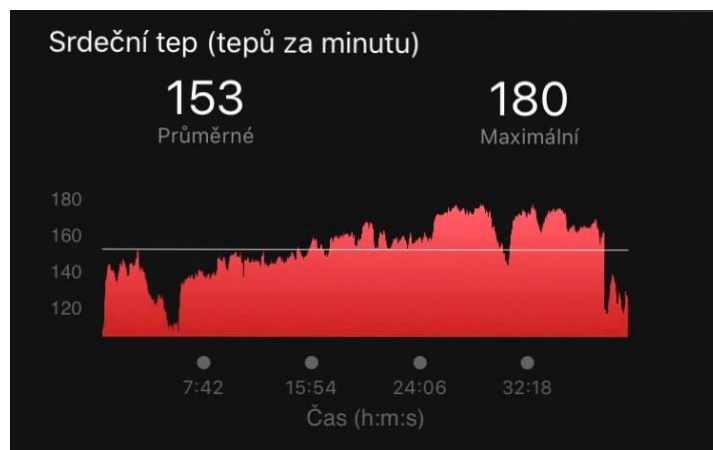 Srdeční tep (tepů za minutu)
153 180
Průměrné Maximální
180
160
140
120
7:42 15:54 24:06 32:18
Čas (h:m:s)